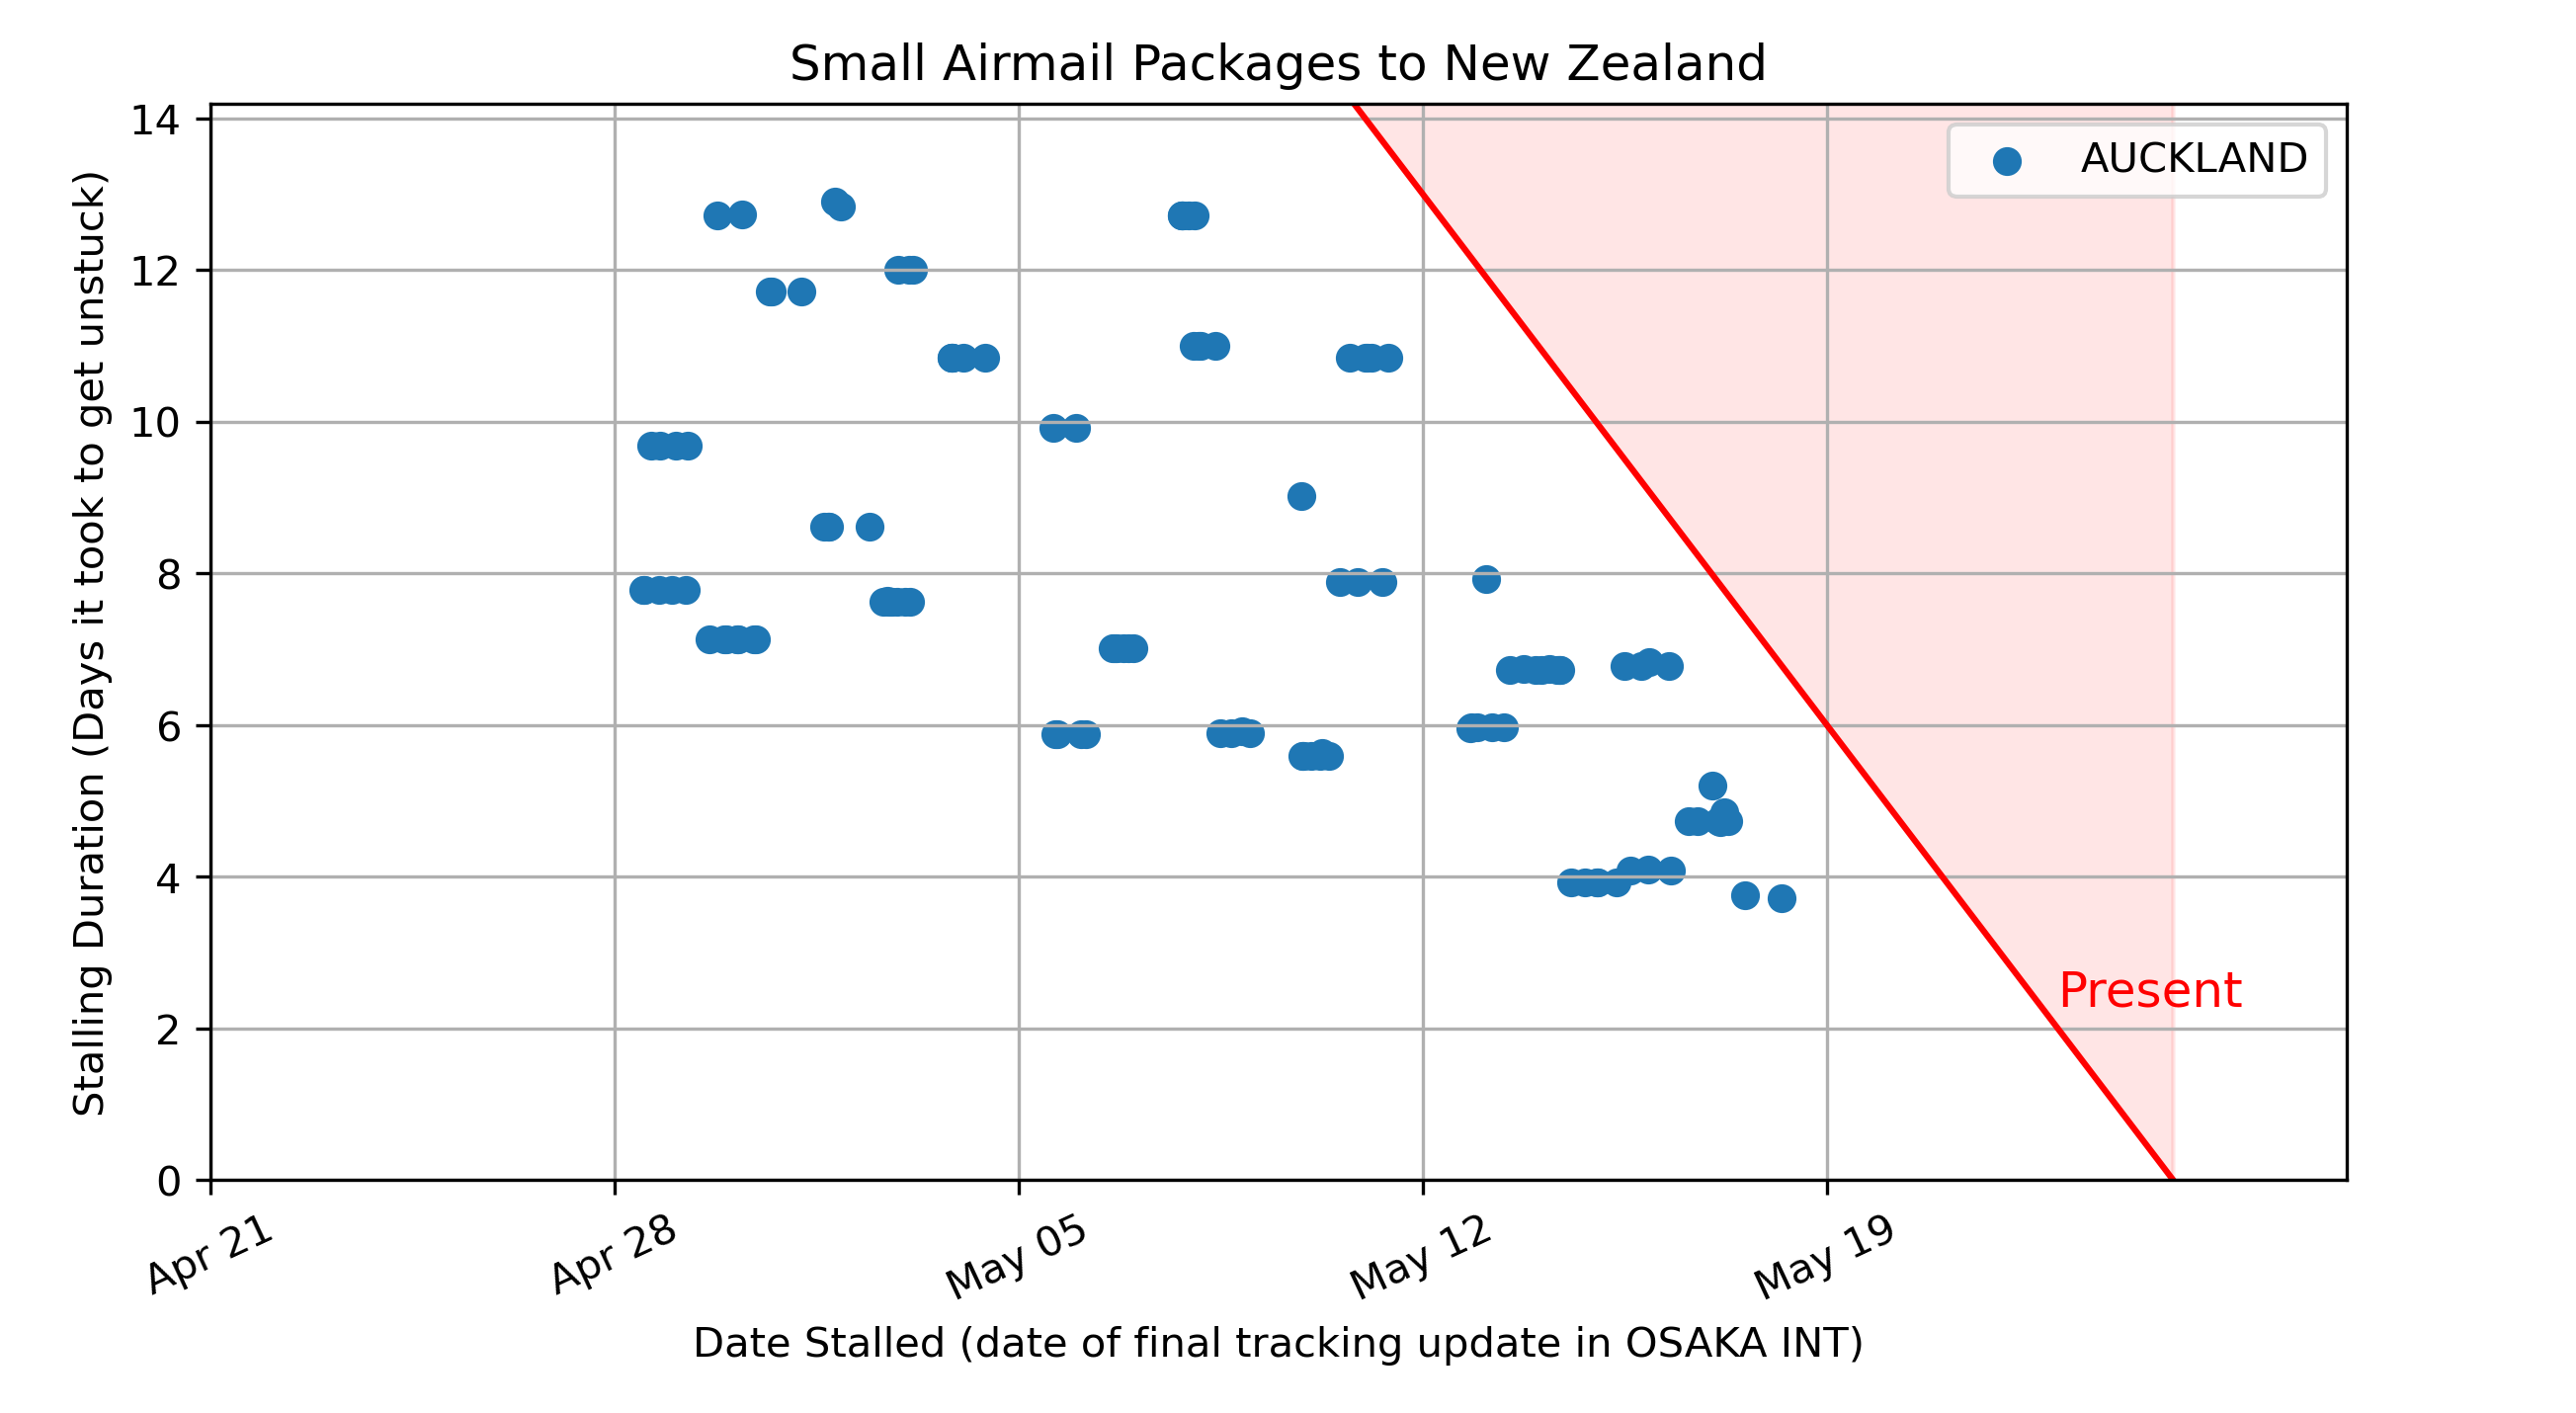 Small Airmail Packages to New Zealand
Stalling Duration (Days it took to get unstuck)
14
12
10
8
6
4
2
0
AUCKLAND
Present
Apr 21
Apr 28
May 05
May 12
May 19
Date Stalled (date of final tracking update in OSAKA INT)